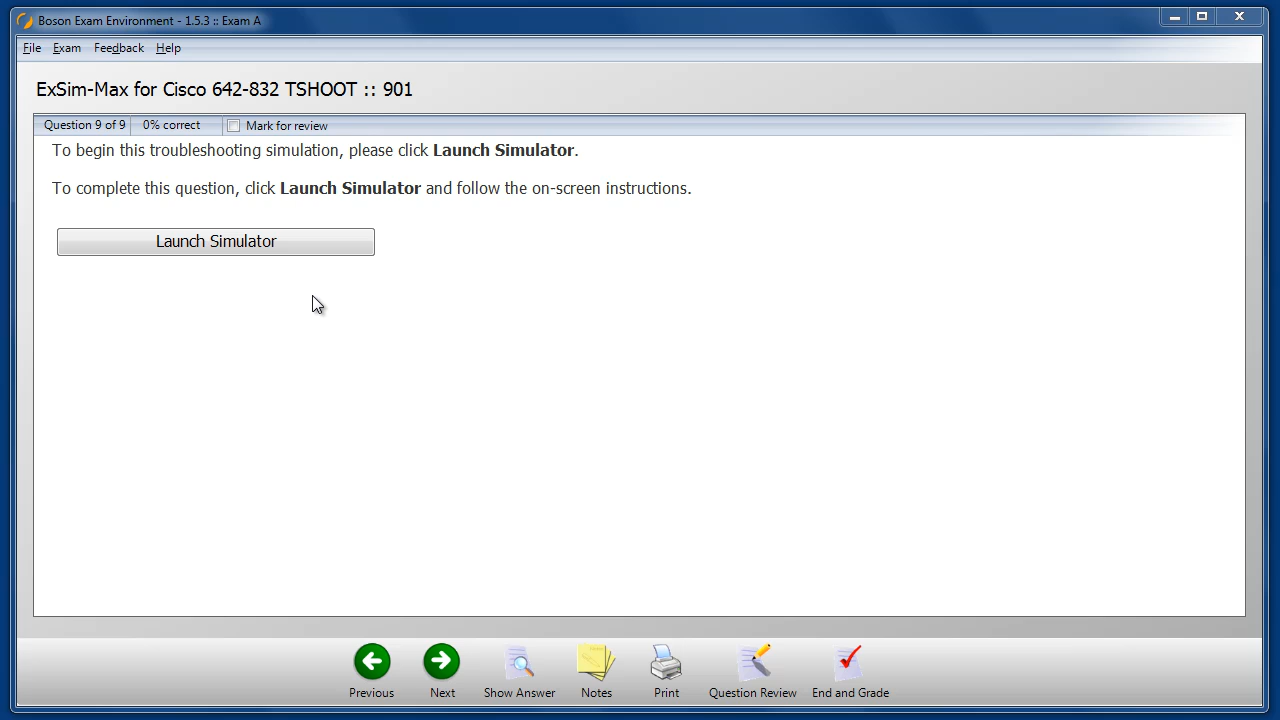 Boson Exam Environment - 1.5.3 :: Exam A
File Exam Feedback Help
ExSim-Max for Cisco 642-832 TSHOOT :: 901
Question 9 of 9 0% correct Mark for review
To begin this troubleshooting simulation, please click Launch Simulator.
To complete this question, click Launch Simulator and follow the on-screen instructions.
Launch Simulator
Previous Next Show Answer Notes Print Question Review End and Grade